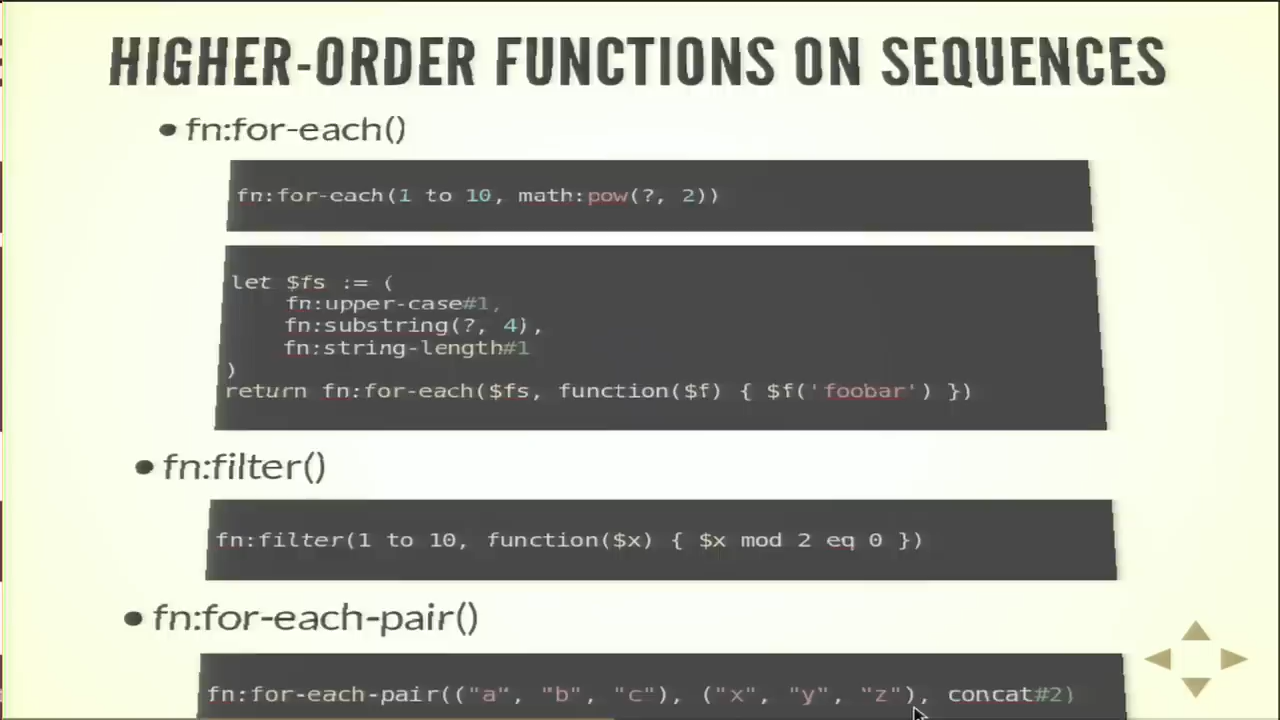 HIGHER-ORDER FUNCTIONS ON SEQUENCES
• fn:for-each()
fn:for-each(1 to 10, math:pow(?, 2))
let $fs := (
    fn:upper-case#1,
    fn:substring(?, 4),
    fn:string-length#1
)
return fn:for-each($fs, function($f) { $f('foobar') })
• fn:filter()
fn:filter(1 to 10, function($x) { $x mod 2 eq 0 })
• fn:for-each-pair()
fn:for-each-pair(("a", "b", "c"), ("x", "y", "z"), concat#2)